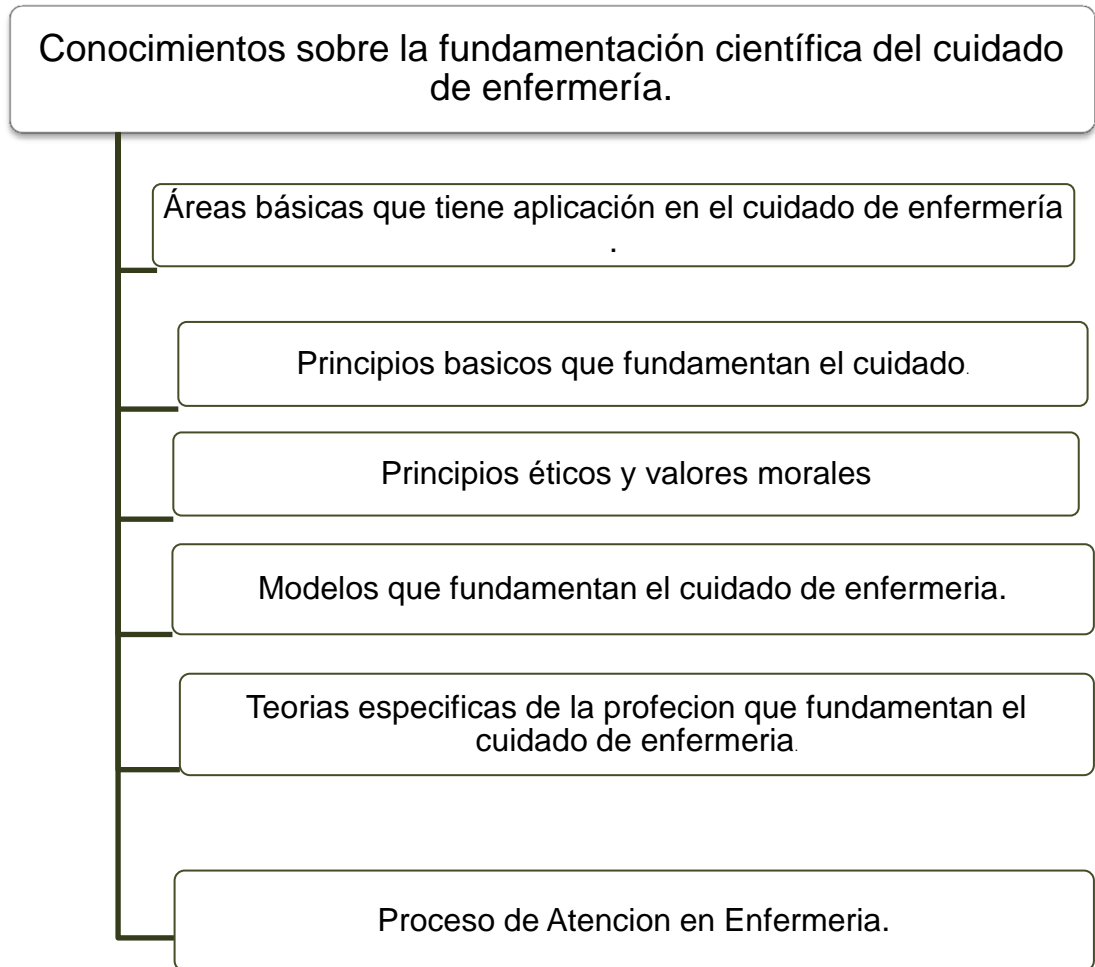 Conocimientos sobre la fundamentación científica del cuidado
de enfermería.
Áreas básicas que tiene aplicación en el cuidado de enfermería
.
Principios basicos que fundamentan el cuidado.
Principios éticos y valores morales
Modelos que fundamentan el cuidado de enfermeria.
Teorias especificas de la profecion que fundamentan el
cuidado de enfermeria.
Proceso de Atencion en Enfermeria.